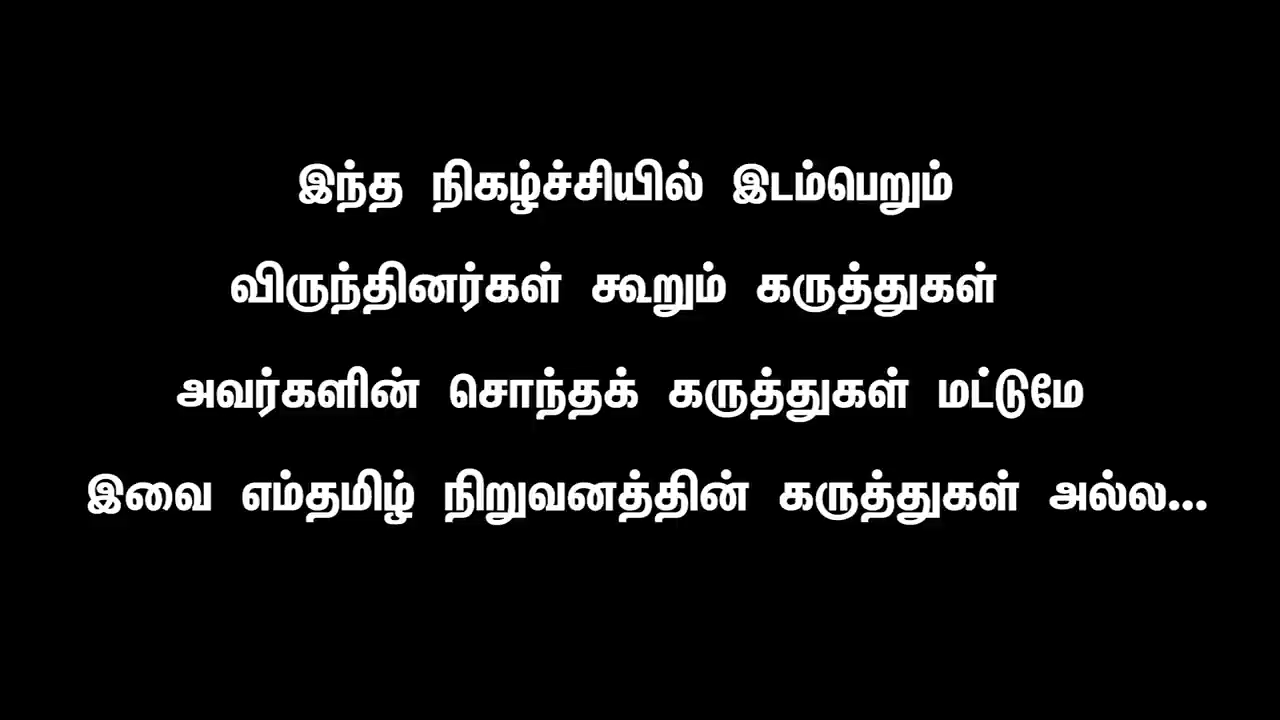 இந்த நிகழ்ச்சியில் இடம்பெறும்
விருந்தினர்கள் கூறும் கருத்துகள்
அவர்களின் சொந்தக் கருத்துகள் மட்டுமே
இவை எம்தமிழ் நிறுவனத்தின் கருத்துகள் அல்ல...